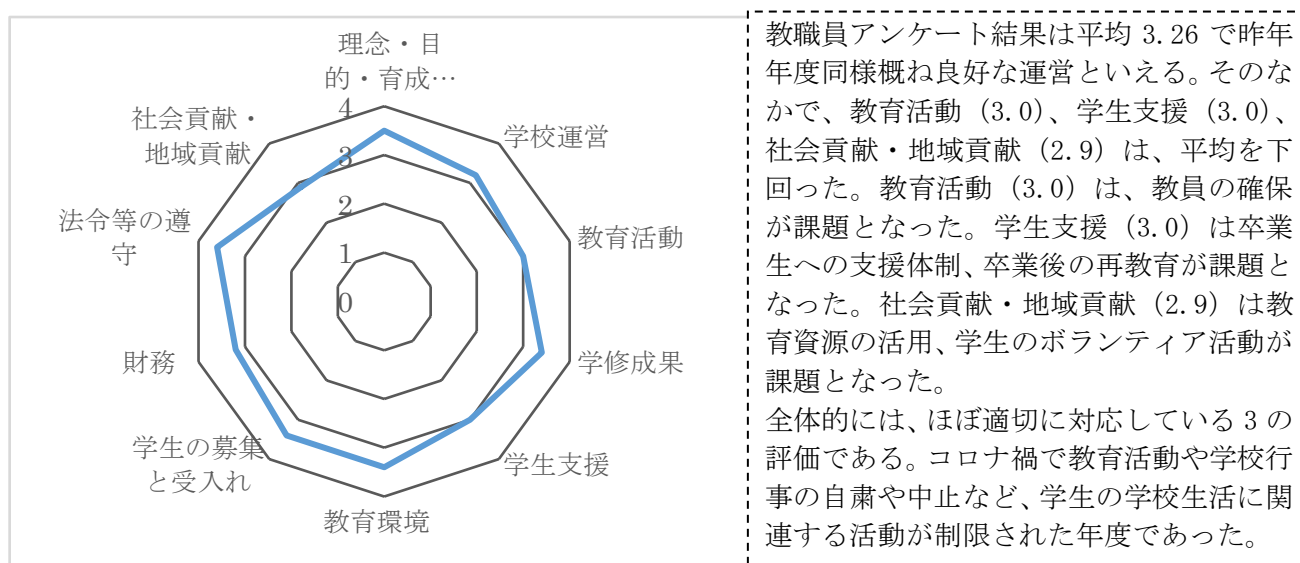 理念・目
的・育成…
学校運営
教育活動
学修成果
学生支援
教育環境
学生の募集
と受入れ
財務
法令等の遵
守
社会貢献・
地域貢献
4
3
2
1
0
教職員アンケート結果は平均 3.26 で昨年
年度同様概ね良好な運営といえる。そのな
かで、教育活動（3.0）、学生支援（3.0）、
社会貢献・地域貢献（2.9）は、平均を下
回った。教育活動（3.0）は、教員の確保
が課題となった。学生支援（3.0）は卒業
生への支援体制、卒業後の再教育が課題と
なった。社会貢献・地域貢献（2.9）は教
育資源の活用、学生のボランティア活動が
課題となった。
全体的には、ほぼ適切に対応している 3 の
評価である。コロナ禍で教育活動や学校行
事の自粛や中止など、学生の学校生活に関
連する活動が制限された年度であった。